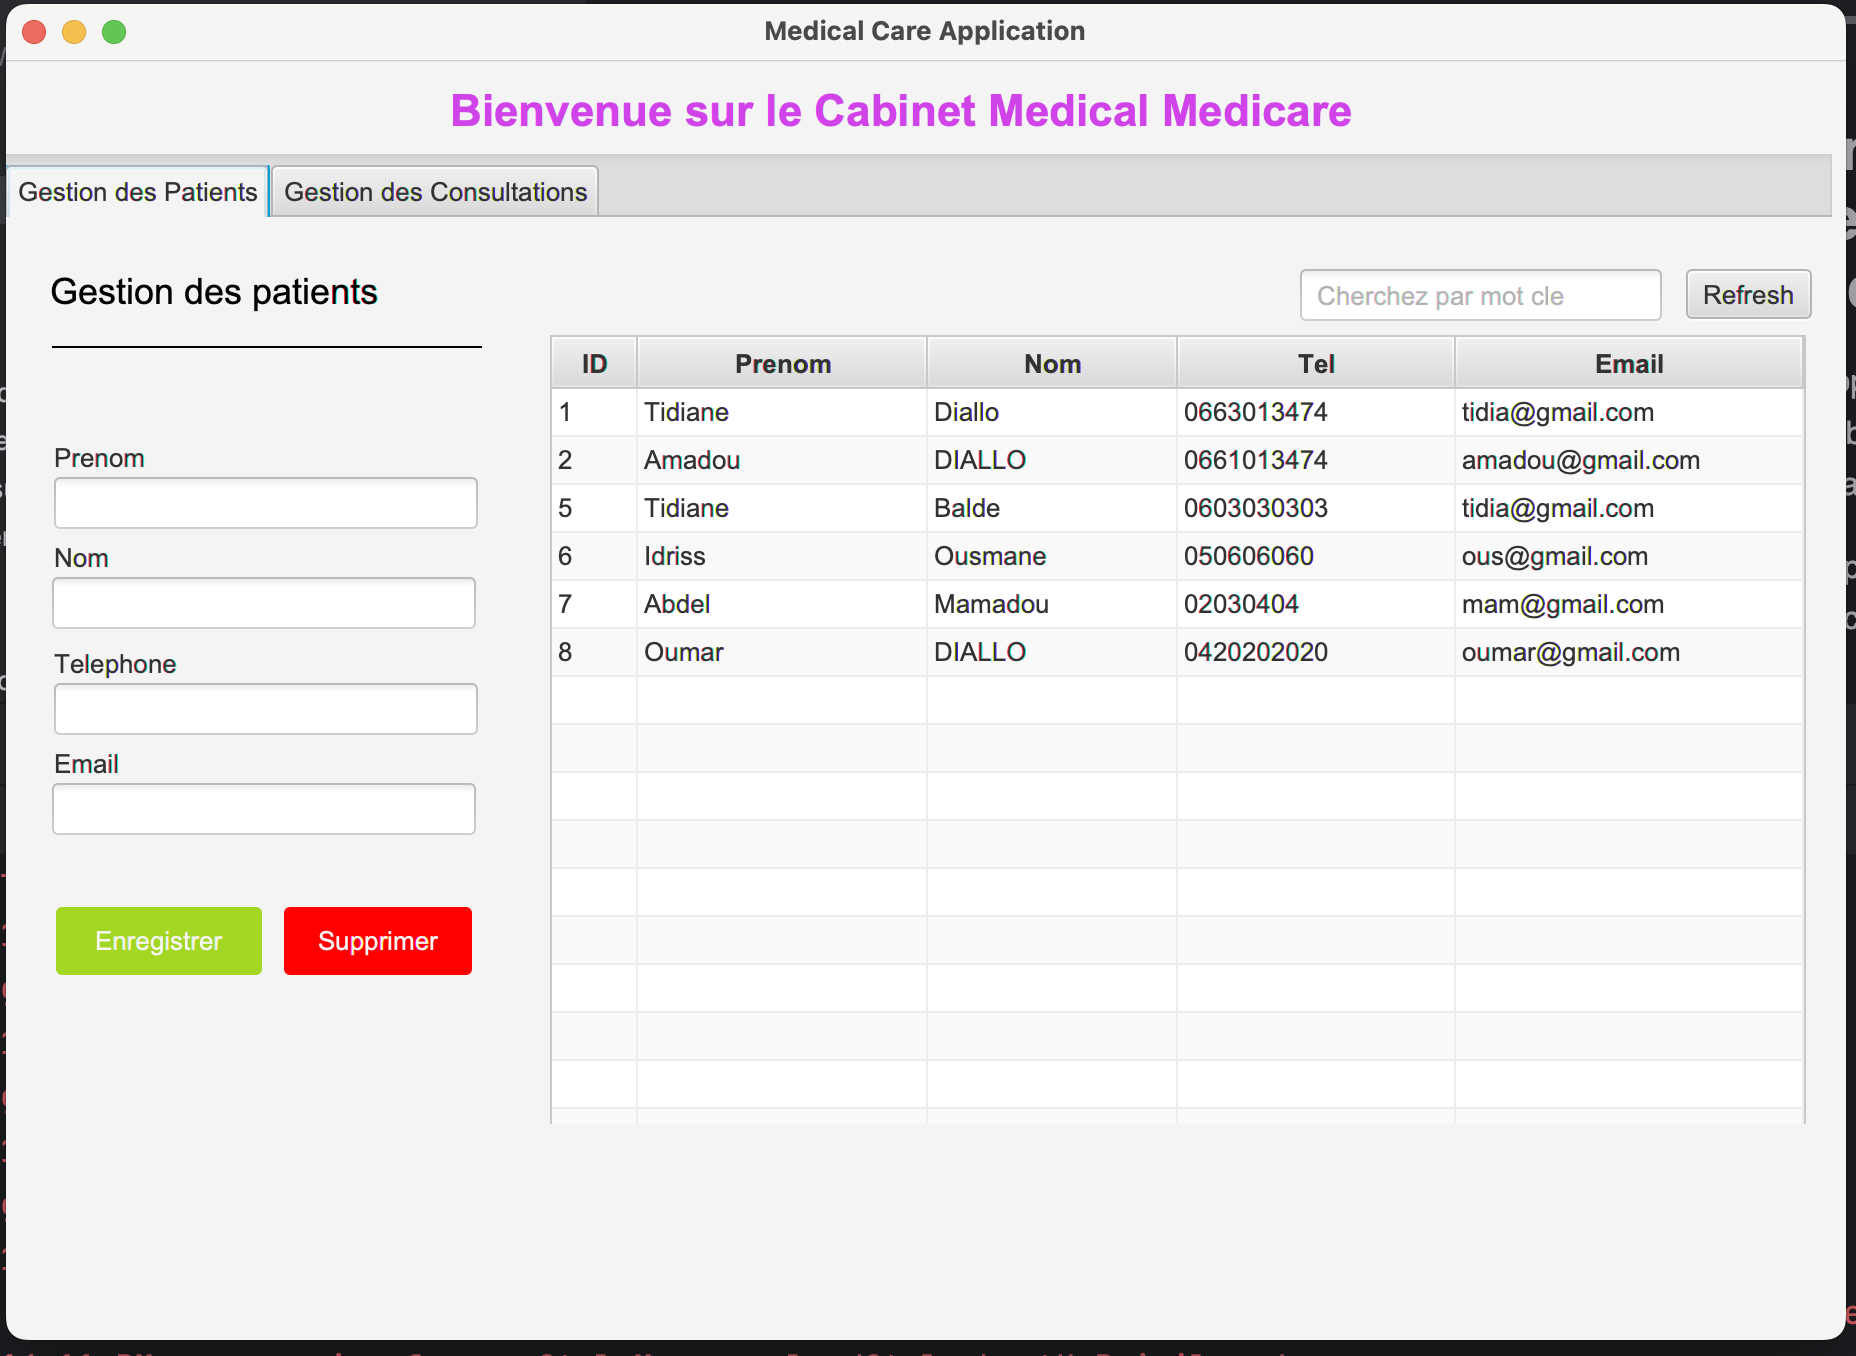 Medical Care Application
Bienvenue sur le Cabinet Medical Medicare
Gestion des Patients Gestion des Consultations
Gestion des patients
Cherchez par mot cle Refresh
Prenom
Nom
Telephone
Email
Enregistrer Supprimer
ID Prenom Nom Tel Email
1 Tidiane Diallo 0663013474 tidia@gmail.com
2 Amadou DIALLO 0661013474 amadou@gmail.com
5 Tidiane Balde 0603030303 tidia@gmail.com
6 Idriss Ousmane 050606060 ous@gmail.com
7 Abdel Mamadou 02030404 mam@gmail.com
8 Oumar DIALLO 0420202020 oumar@gmail.com